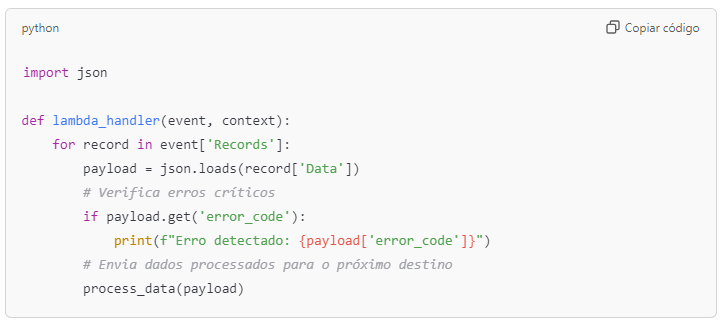 python
Copiar código
import json
def lambda_handler(event, context):
    for record in event['Records']:
        payload = json.loads(record['Data'])
        # Verifica erros críticos
        if payload.get('error_code'):
            print(f"Erro detectado: {payload['error_code']}")
        # Envia dados processados para o próximo destino
        process_data(payload)